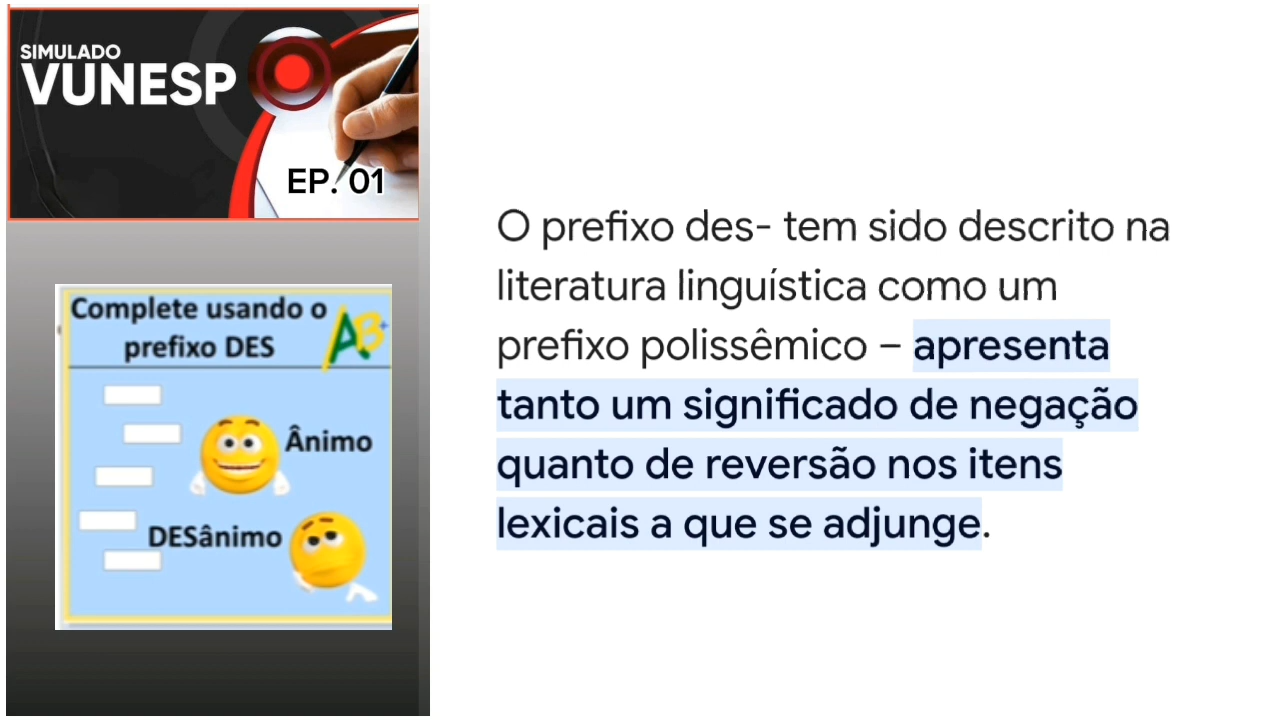 SIMULADO
VUNESP
EP. 01
Complete usando o
prefixo DES
Ânimo
DESânimo
O prefixo des- tem sido descrito na
literatura linguística como um
prefixo polissêmico – apresenta
tanto um significado de negação
quanto de reversão nos itens
lexicais a que se adjunge.